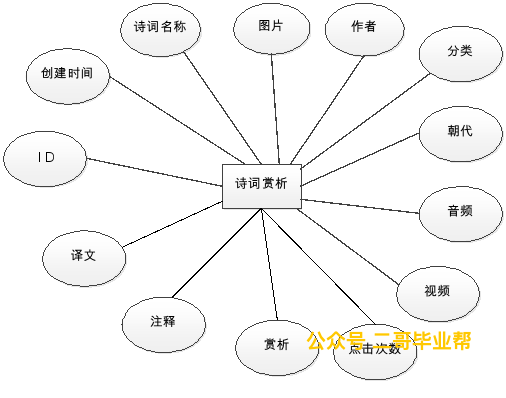 诗词名称
图片
作者
创建时间
分类
朝代
ID
诗词赏析
音频
译文
视频
注释
赏析
点击次数
公众号 二哥毕业帮